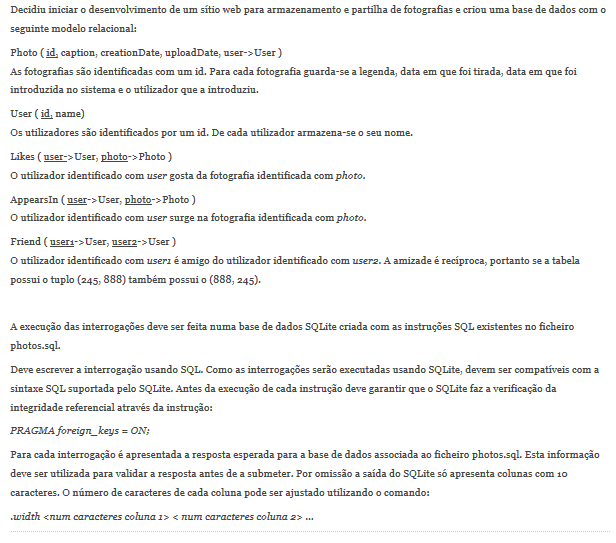 Decidiu iniciar o desenvolvimento de um sítio web para armazenamento e partilha de fotografias e criou uma base de dados com o
seguinte modelo relacional:
Photo ( id, caption, creationDate, uploadDate, user->User )
As fotografias são identificadas com um id. Para cada fotografia guarda-se a legenda, data em que foi tirada, data em que foi
introduzida no sistema e o utilizador que a introduziu.
User ( id, name)
Os utilizadores são identificados por um id. De cada utilizador armazena-se o seu nome.
Likes ( user->User, photo->Photo )
O utilizador identificado com user gosta da fotografia identificada com photo.
AppearsIn ( user->User, photo->Photo )
O utilizador identificado com user surge na fotografia identificada com photo.
Friend ( user1->User, user2->User )
O utilizador identificado com user1 é amigo do utilizador identificado com user2. A amizade é recíproca, portanto se a tabela
possui o tuplo (245, 888) também possui o (888, 245).
A execução das interrogações deve ser feita numa base de dados SQLite criada com as instruções SQL existentes no ficheiro
photos.sql.
Deve escrever a interrogação usando SQL. Como as interrogações serão executadas usando SQLite, devem ser compatíveis com a
sintaxe SQL suportada pelo SQLite. Antes da execução de cada instrução deve garantir que o SQLite faz a verificação da
integridade referencial através da instrução:
PRAGMA foreign_keys = ON;
Para cada interrogação é apresentada a resposta esperada para a base de dados associada ao ficheiro photos.sql. Esta informação
deve ser utilizada para validar a resposta antes de a submeter. Por omissão a saída do SQLite só apresenta colunas com 10
caracteres. O número de caracteres de cada coluna pode ser ajustado utilizando o comando:
.width <num caracteres coluna 1> < num caracteres coluna 2> ...